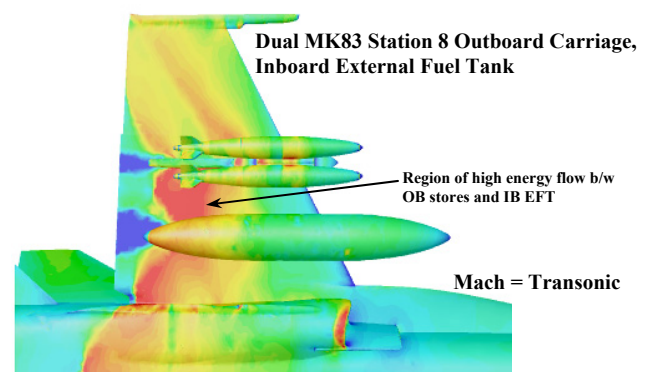 Dual MK83 Station 8 Outboard Carriage,
Inboard External Fuel Tank
Region of high energy flow b/w
OB stores and IB EFT
Mach = Transonic